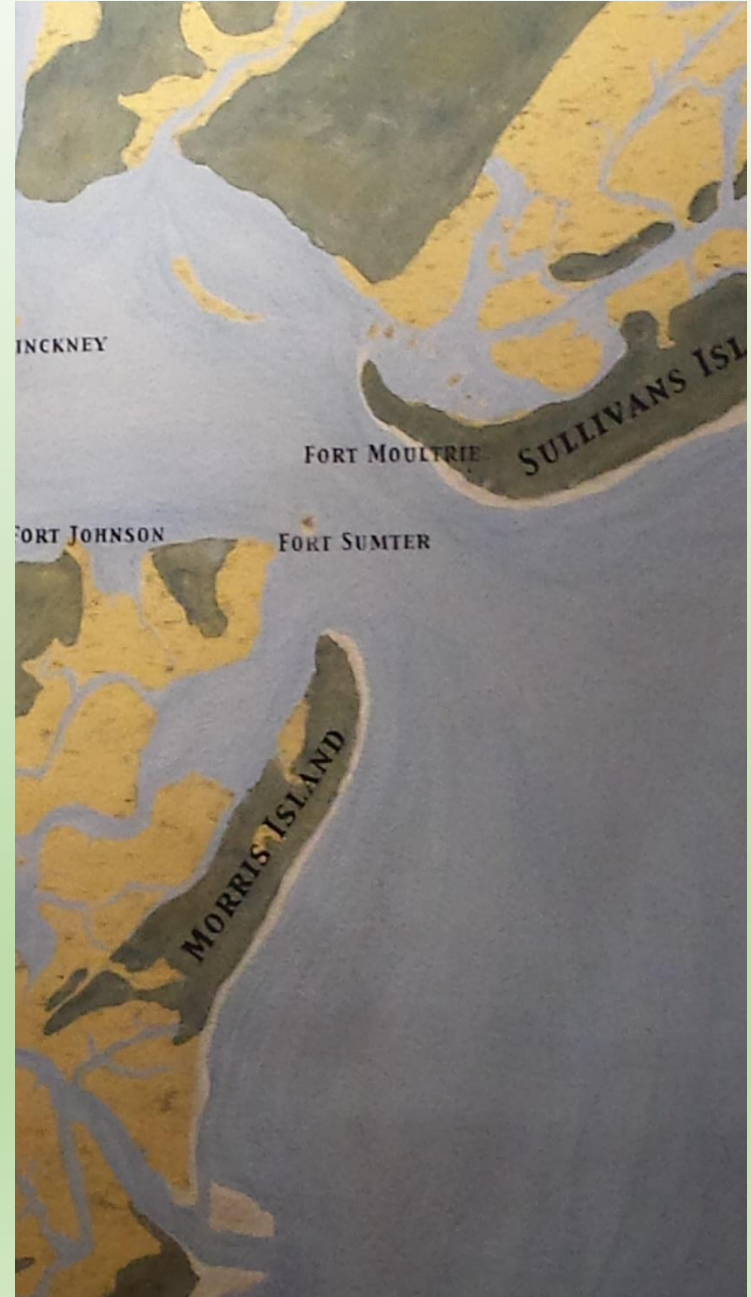 INCKNEY
FORT MOULTRIE
SULLIVANS ISL
FORT JOHNSON
FORT SUMTER
MORRIS ISLAND